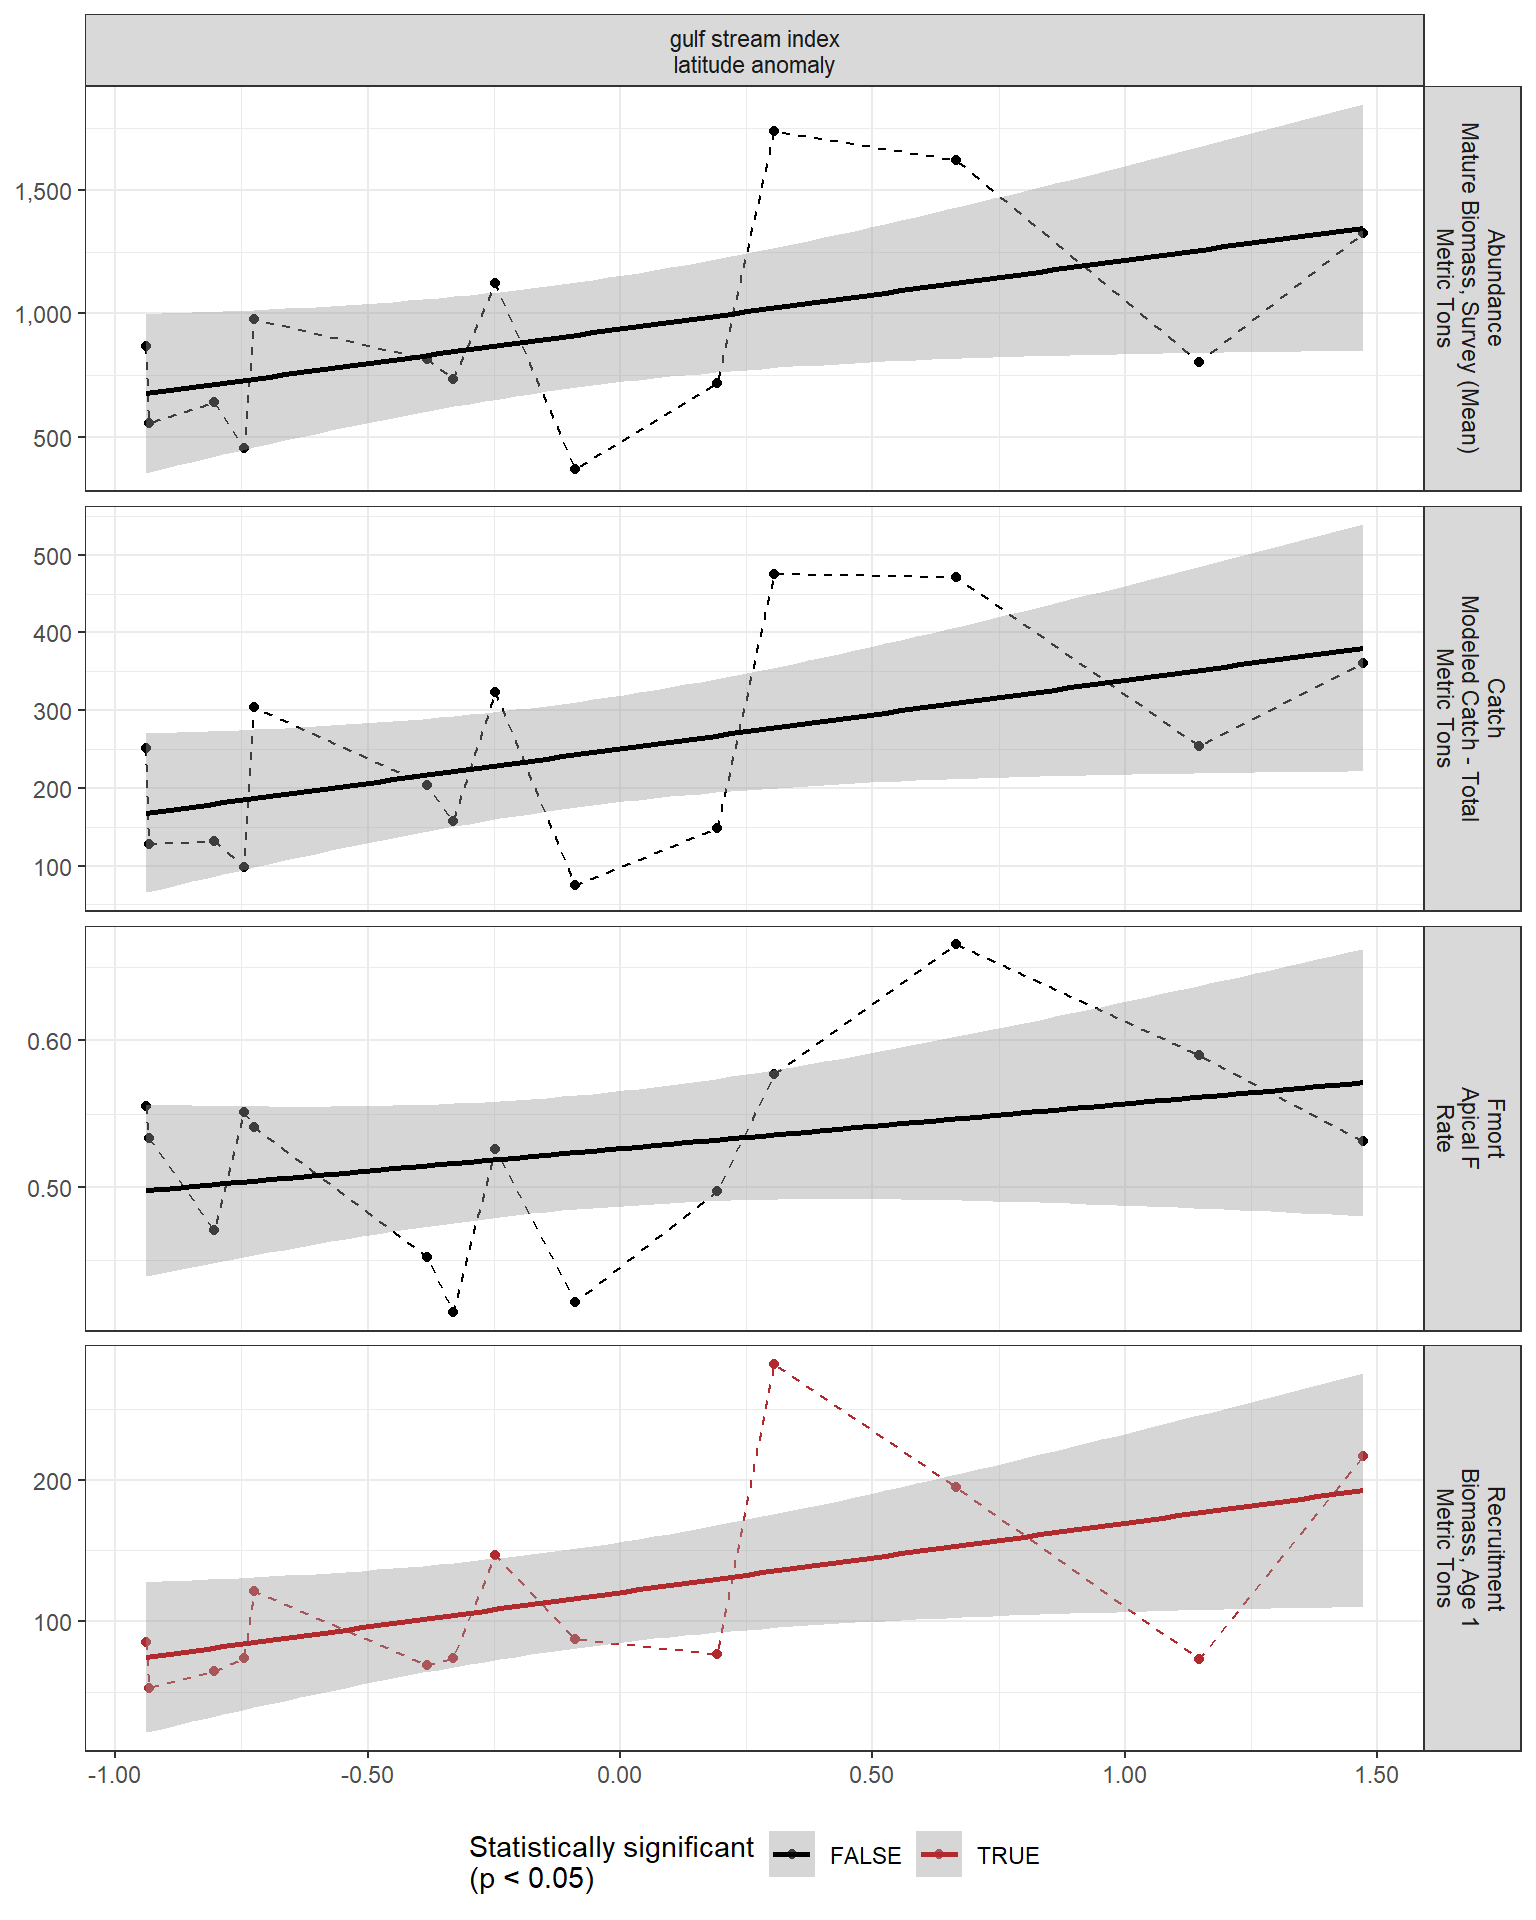 gulf stream index
latitude anomaly
1,500
1,000
500
Abundance
Mature Biomass, Survey (Mean)
Metric Tons
500
400
300
200
100
Catch
Modeled Catch - Total
Metric Tons
0.60
0.50
Fmort
Apical F
Rate
200
100
Recruitment
Biomass, Age 1
Metric Tons
-1.00 -0.50 0.00 0.50 1.00 1.50
Statistically significant
(p < 0.05)
FALSE TRUE